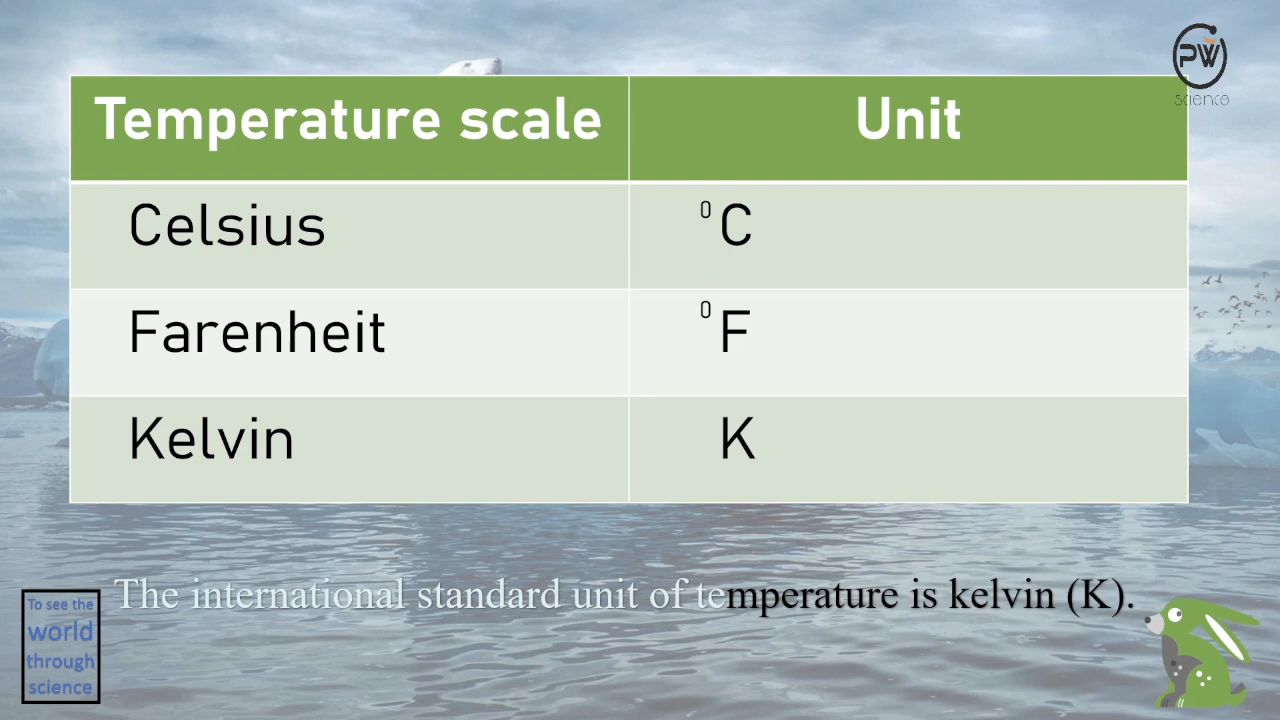 PW
science
Temperature scale Unit
Celsius ⁰C
Farenheit ⁰F
Kelvin K
The international standard unit of temperature is kelvin (K).
To see the
world
through
science